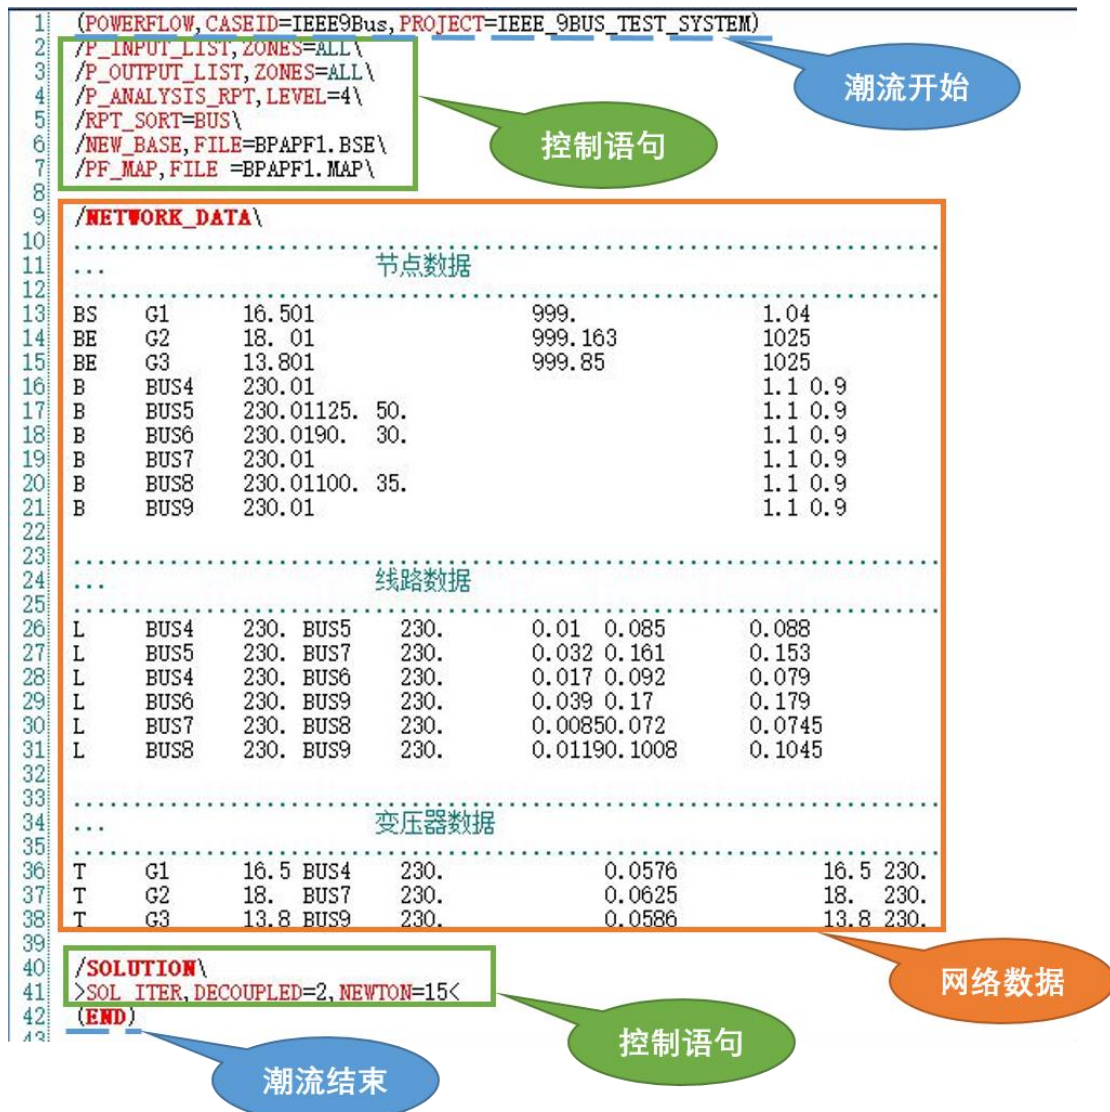 1 (POWERFLOW,CASEID=IEEE9Bus,PROJECT=IEEE_9BUS_TEST_SYSTEM)
潮流开始
2 /P_INPUT_LIST,ZONES=ALL\
3 /P_OUTPUT_LIST,ZONES=ALL\
4 /P_ANALYSIS_RPT,LEVEL=4\
5 /RPT_SORT=BUS\
6 /NEW_BASE,FILE=BPAPF1.BSE\
7 /PF_MAP,FILE =BPAPF1.MAP\
控制语句
8
9 /NETWORK_DATA\
10 ........................................................................
11 ... 节点数据
12 ........................................................................
13 BS G1 16.501 999. 1.04
14 BE G2 18. 01 999.163 1025
15 BE G3 13.801 999.85 1025
16 B BUS4 230.01 1.1 0.9
17 B BUS5 230.01125. 50. 1.1 0.9
18 B BUS6 230.0190. 30. 1.1 0.9
19 B BUS7 230.01 1.1 0.9
20 B BUS8 230.01100. 35. 1.1 0.9
21 B BUS9 230.01 1.1 0.9
22
23 ........................................................................
24 ... 线路数据
25 ........................................................................
26 L BUS4 230. BUS5 230. 0.01 0.085 0.088
27 L BUS5 230. BUS7 230. 0.032 0.161 0.153
28 L BUS4 230. BUS6 230. 0.017 0.092 0.079
29 L BUS6 230. BUS9 230. 0.039 0.17 0.179
30 L BUS7 230. BUS8 230. 0.00850.072 0.0745
31 L BUS8 230. BUS9 230. 0.01190.1008 0.1045
32
33 ........................................................................
34 ... 变压器数据
35 ........................................................................
36 T G1 16.5 BUS4 230. 0.0576 16.5 230.
37 T G2 18. BUS7 230. 0.0625 18. 230.
38 T G3 13.8 BUS9 230. 0.0586 13.8 230.
39
网络数据
40 /SOLUTION\
41 >SOL_ITER,DECOUPLED=2,NEWTON=15<
42 (END)
43
控制语句
潮流结束